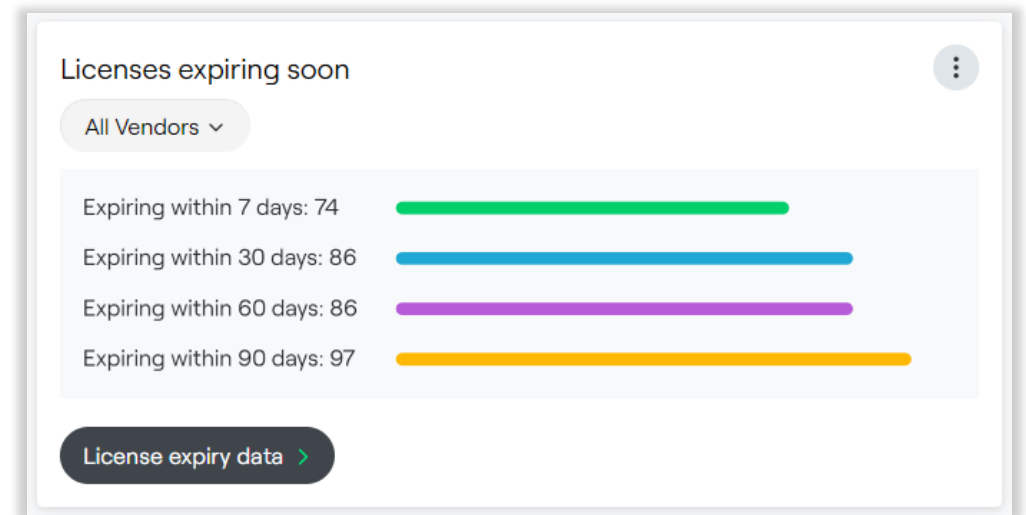 Licenses expiring soon
All Vendors
Expiring within 7 days: 74
Expiring within 30 days: 86
Expiring within 60 days: 86
Expiring within 90 days: 97
License expiry data